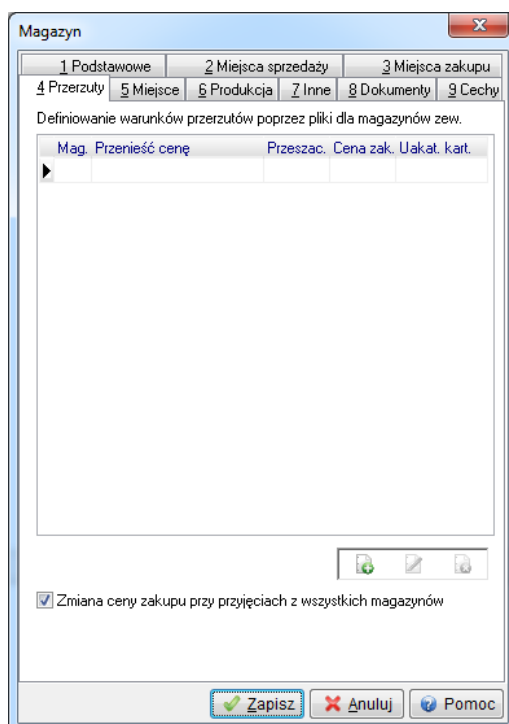 Magazyn
1 Podstawowe 2 Miejsca sprzedaży 3 Miejsca zakupu
4 Przerzuty 5 Miejsce 6 Produkcja 7 Inne 8 Dokumenty 9 Cechy
Definiowanie warunków przerzutów poprzez pliki dla magazynów zew.
Mag. Przenieść cenę Przeszac. Cena zak. Uakat. kart.
Zmiana ceny zakupu przy przyjęciach z wszystkich magazynów
Zapisz Anuluj Pomoc